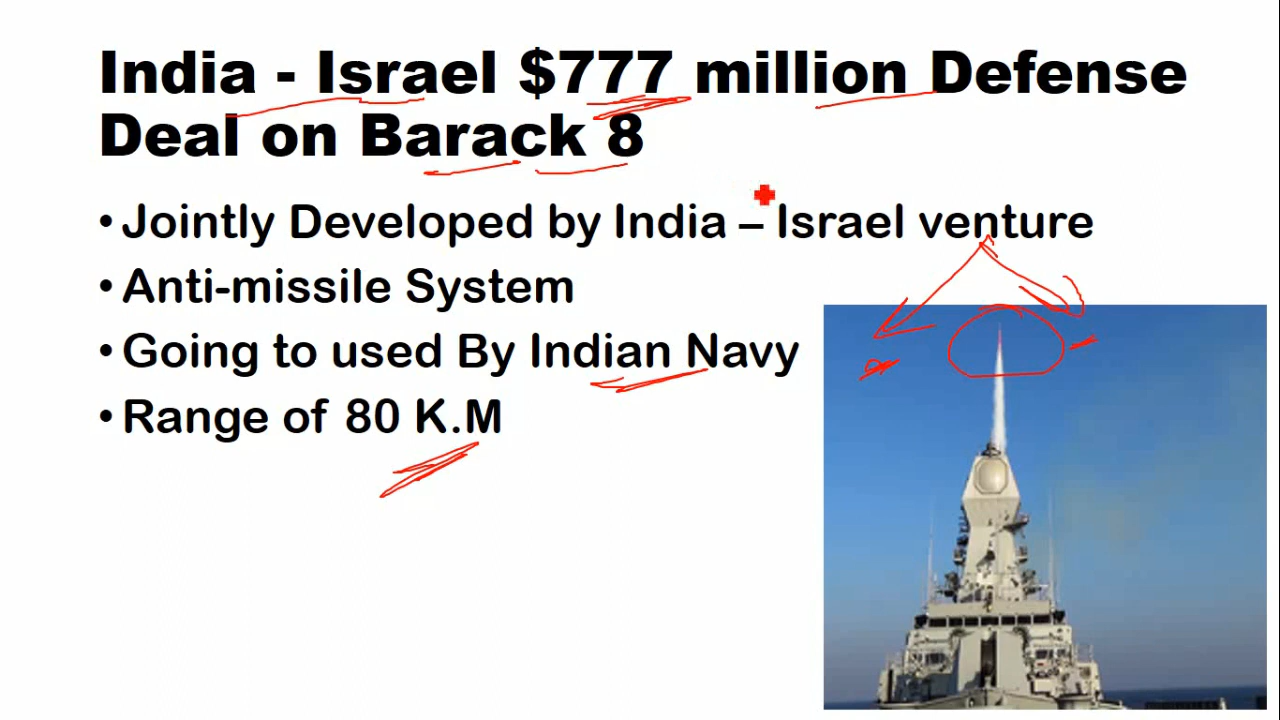 India - Israel $777 million Defense
Deal on Barack 8
• Jointly Developed by India – Israel venture
• Anti-missile System
• Going to used By Indian Navy
• Range of 80 K.M